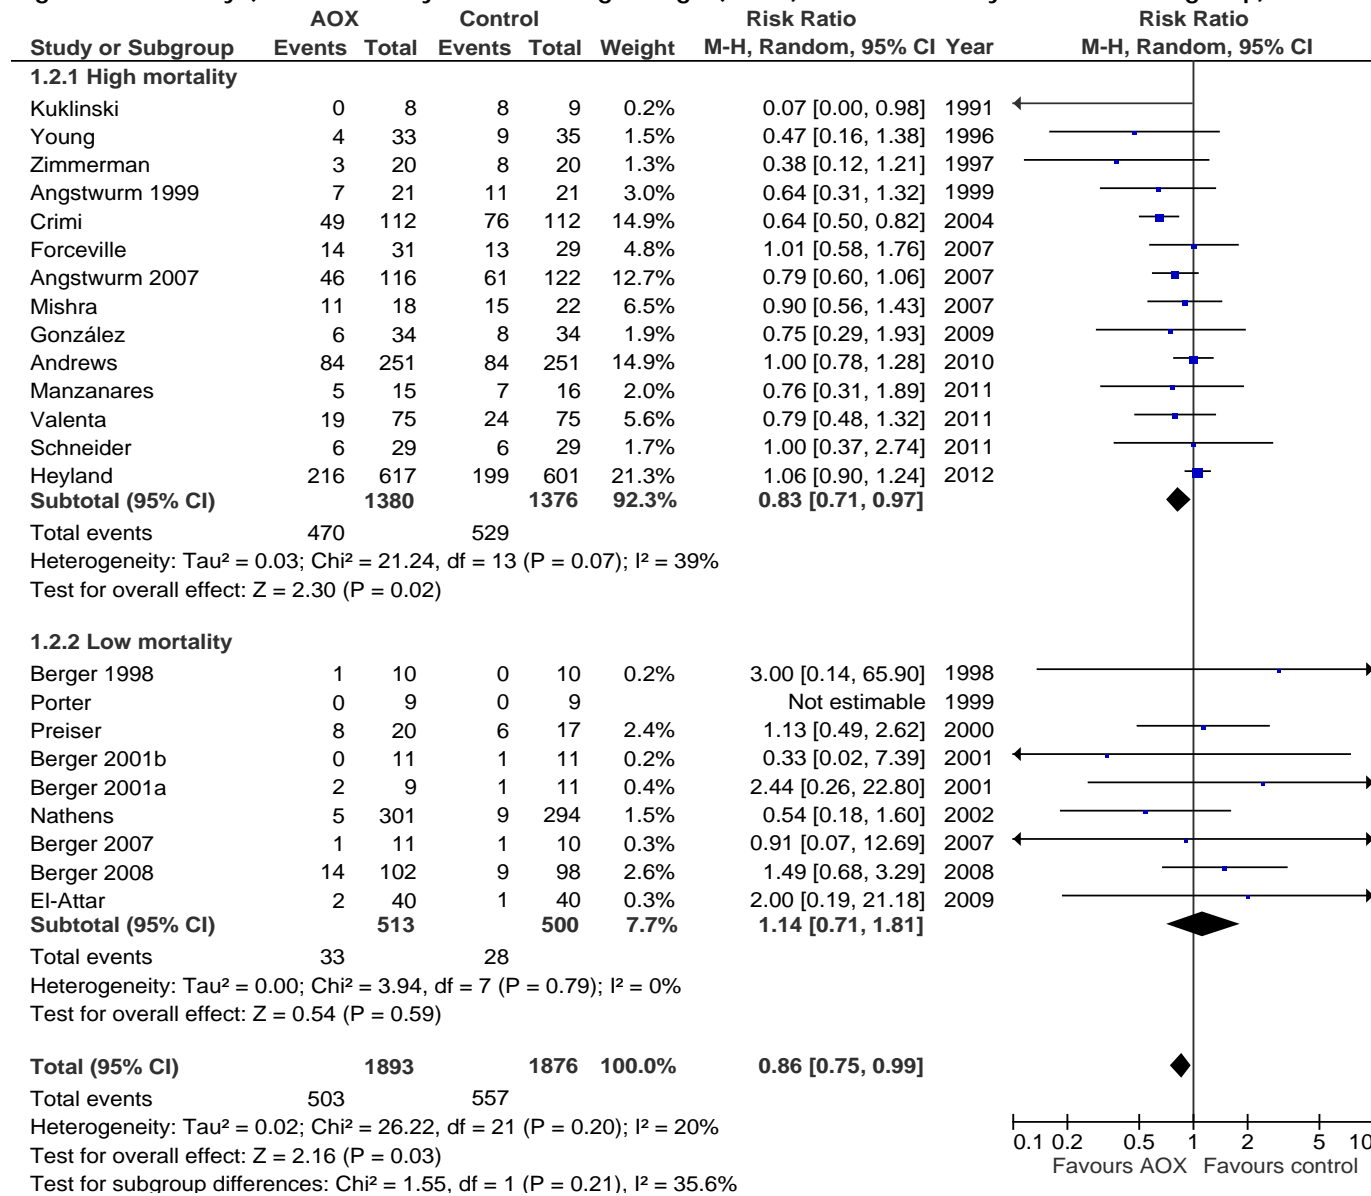 AOX Control Risk Ratio Risk Ratio
Study or Subgroup Events Total Events Total Weight M-H, Random, 95% CI Year M-H, Random, 95% CI
1.2.1 High mortality
Kuklinski 0 8 8 9 0.2% 0.07 [0.00, 0.98] 1991
Young 4 33 9 35 1.5% 0.47 [0.16, 1.38] 1996
Zimmerman 3 20 8 20 1.3% 0.38 [0.12, 1.21] 1997
Angstwurm 1999 7 21 11 21 3.0% 0.64 [0.31, 1.32] 1999
Crimi 49 112 76 112 14.9% 0.64 [0.50, 0.82] 2004
Forceville 14 31 13 29 4.8% 1.01 [0.58, 1.76] 2007
Angstwurm 2007 46 116 61 122 12.7% 0.79 [0.60, 1.06] 2007
Mishra 11 18 15 22 6.5% 0.90 [0.56, 1.43] 2007
González 6 34 8 34 1.9% 0.75 [0.29, 1.93] 2009
Andrews 84 251 84 251 14.9% 1.00 [0.78, 1.28] 2010
Manzanares 5 15 7 16 2.0% 0.76 [0.31, 1.89] 2011
Valenta 19 75 24 75 5.6% 0.79 [0.48, 1.32] 2011
Schneider 6 29 6 29 1.7% 1.00 [0.37, 2.74] 2011
Heyland 216 617 199 601 21.3% 1.06 [0.90, 1.24] 2012
Subtotal (95% CI) 1380 1376 92.3% 0.83 [0.71, 0.97]
Total events 470 529
Heterogeneity: Tau² = 0.03; Chi² = 21.24, df = 13 (P = 0.07); I² = 39%
Test for overall effect: Z = 2.30 (P = 0.02)
1.2.2 Low mortality
Berger 1998 1 10 0 10 0.2% 3.00 [0.14, 65.90] 1998
Porter 0 9 0 9 Not estimable 1999
Preiser 8 20 6 17 2.4% 1.13 [0.49, 2.62] 2000
Berger 2001b 0 11 1 11 0.2% 0.33 [0.02, 7.39] 2001
Berger 2001a 2 9 1 11 0.4% 2.44 [0.26, 22.80] 2001
Nathens 5 301 9 294 1.5% 0.54 [0.18, 1.60] 2002
Berger 2007 1 11 1 10 0.3% 0.91 [0.07, 12.69] 2007
Berger 2008 14 102 9 98 2.6% 1.49 [0.68, 3.29] 2008
El-Attar 2 40 1 40 0.3% 2.00 [0.19, 21.18] 2009
Subtotal (95% CI) 513 500 7.7% 1.14 [0.71, 1.81]
Total events 33 28
Heterogeneity: Tau² = 0.00; Chi² = 3.94, df = 7 (P = 0.79); I² = 0%
Test for overall effect: Z = 0.54 (P = 0.59)
Total (95% CI) 1893 1876 100.0% 0.86 [0.75, 0.99]
Total events 503 557
Heterogeneity: Tau² = 0.02; Chi² = 26.22, df = 21 (P = 0.20); I² = 20%
Test for overall effect: Z = 2.16 (P = 0.03)
Test for subgroup differences: Chi² = 1.55, df = 1 (P = 0.21), I² = 35.6%
0.1 0.2 0.5 1 2 5 10
Favours AOX Favours control